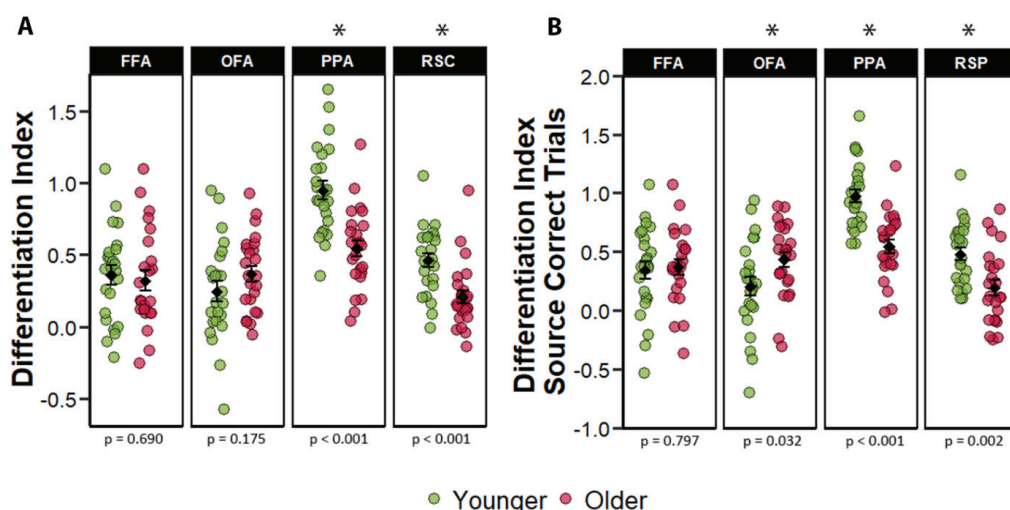 A
* *
FFA OFA PPA RSC
Differentiation Index
1.5
1.0
0.5
0.0
-0.5
p = 0.690 p = 0.175 p < 0.001 p < 0.001
B
* * *
FFA OFA PPA RSP
Differentiation Index
Source Correct Trials
2.0
1.5
1.0
0.5
0.0
-0.5
-1.0
p = 0.797 p = 0.032 p <0.001 p = 0.002
Younger Older